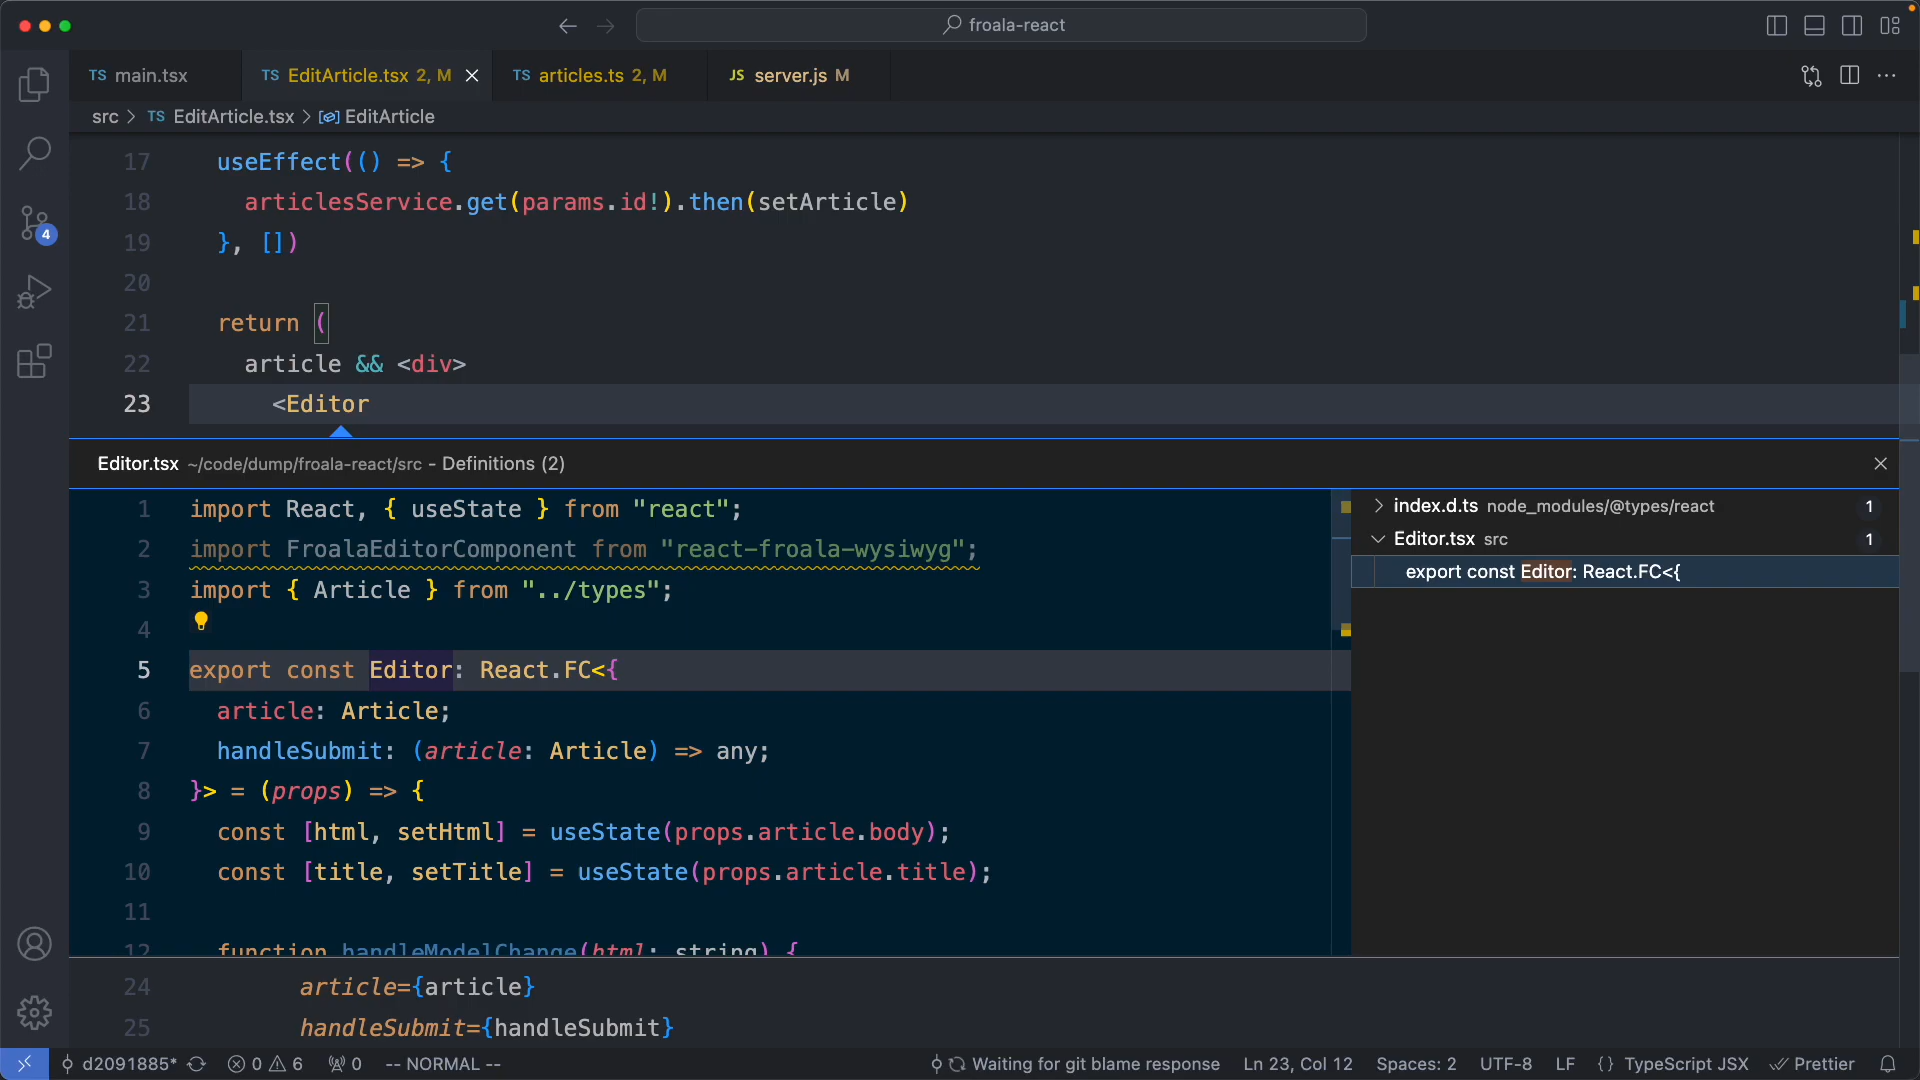 froala-react
TS main.tsx
TS EditArticle.tsx 2, M
TS articles.ts 2, M
JS server.js M
src > TS EditArticle.tsx > EditArticle
4
17 useEffect(() => {
18 articlesService.get(params.id!).then(setArticle)
19 }, [])
20
21 return (
22 article && <div>
23 <Editor
Editor.tsx ~/code/dump/froala-react/src - Definitions (2)
1 import React, { useState } from "react";
2 import FroalaEditorComponent from "react-froala-wysiwyg";
3 import { Article } from "../types";
4
5 export const Editor: React.FC<{
6 article: Article;
7 handleSubmit: (article: Article) => any;
8 }> = (props) => {
9 const [html, setHtml] = useState(props.article.body);
10 const [title, setTitle] = useState(props.article.title);
11
12 function handleModelChange(html: string) {
index.d.ts node_modules/@types/react 1
Editor.tsx src 1
export const Editor: React.FC<{
24 article={article}
25 handleSubmit={handleSubmit}
d2091885* 0 6 0 -- NORMAL -- Waiting for git blame response Ln 23, Col 12 Spaces: 2 UTF-8 LF {} TypeScript JSX Prettier